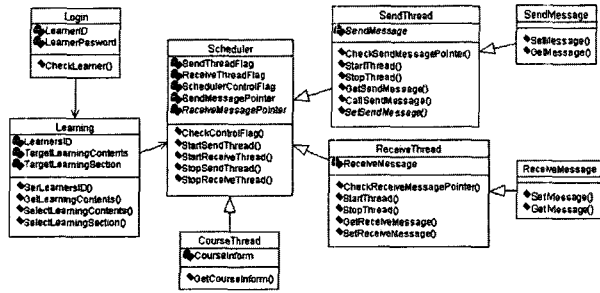 Login
LearnerID
LearnerPasword
CheckLearner()
Learning
LearnersID
TargetLearningContents
TargetLearningSection
SerLearnersID()
GetLearningContents()
SelectLearningContents()
SelectLearningSection()
Scheduler
SendThreadFlag
ReceiveThreadFlag
SchedulerControlFlag
SendMessagePointer
ReceiveMessagePointer
CheckControlFlag()
StartSendThread()
StartReceiveThread()
StopSendThread()
StopReceiveThread()
CourseThread
CourseInform
GetCourseInform()
SendThread
SendMessage
CheckSendMessagePointer()
StartThread()
StopThread()
GetSendMessage()
CallSendMessage()
SetSendMessage()
SendMessage
SetMessage()
GetMessage()
ReceiveThread
ReceiveMessage
CheckReceiveMessagePointer()
StartThread()
StopThread()
GetReceiveMessage()
SetReceiveMessage()
ReceiveMessage
SetMessage()
GetMessage()